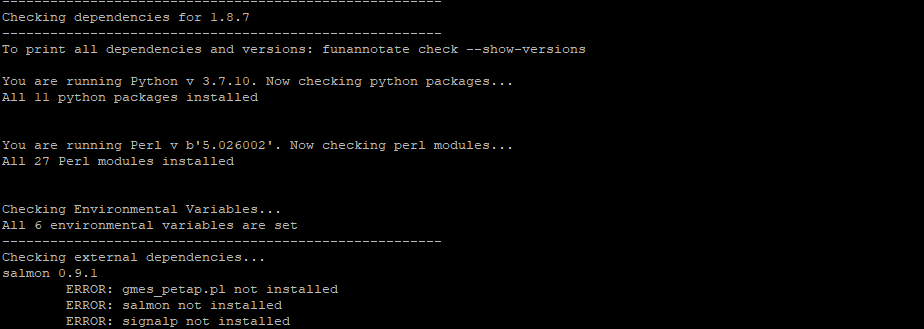 -------------------------------------------------------
Checking dependencies for 1.8.7
-------------------------------------------------------
To print all dependencies and versions: funannotate check --show-versions
You are running Python v 3.7.10. Now checking python packages...
All 11 python packages installed
You are running Perl v b'5.026002'. Now checking perl modules...
All 27 Perl modules installed
Checking Environmental Variables...
All 6 environmental variables are set
-------------------------------------------------------
Checking external dependencies...
salmon 0.9.1
ERROR: gmes_petap.pl not installed
ERROR: salmon not installed
ERROR: signalp not installed